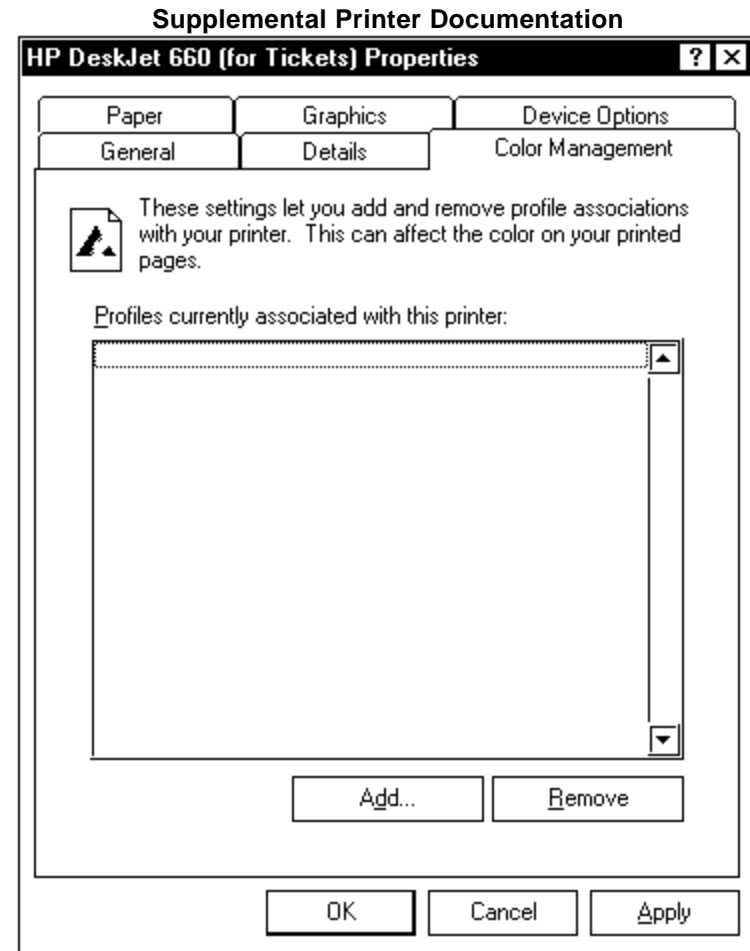 Supplemental Printer Documentation
HP DeskJet 660 (for Tickets) Properties
Paper Graphics Device Options
General Details Color Management
These settings let you add and remove profile associations
with your printer. This can affect the color on your printed
pages.
Profiles currently associated with this printer:
Add... Remove
OK Cancel Apply